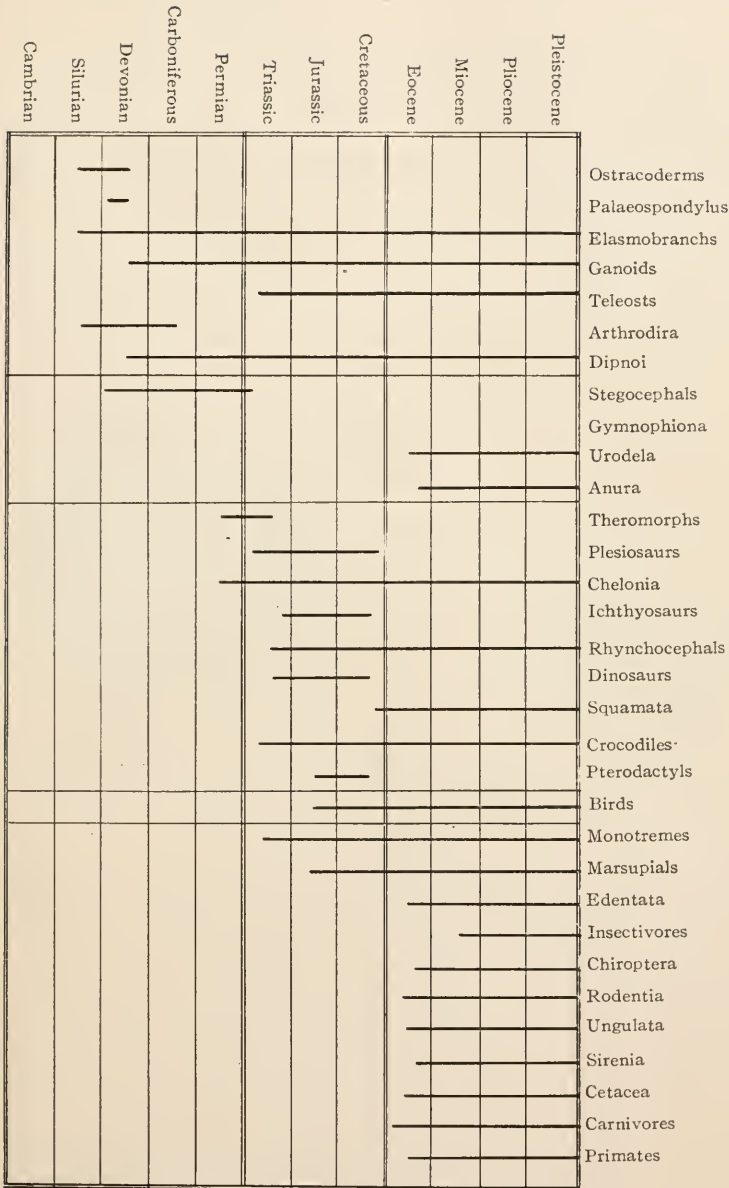 Cambrian
Silurian
Devonian
Carboniferous
Permian
Triassic
Jurassic
Cretaceous
Eocene
Miocene
Pliocene
Pleistocene
Ostracoderms
Palaeospondylus
Elasmobranchs
Ganoids
Teleosts
Arthrodira
Dipnoi
Stegocephals
Gymnophiona
Urodela
Anura
Theromorphs
Plesiosaurs
Chelonia
Ichthyosaurs
Rhynchocephals
Dinosaurs
Squamata
Crocodiles
Pterodactyls
Birds
Monotremes
Marsupials
Edentata
Insectivores
Chiroptera
Rodentia
Ungulata
Sirenia
Cetacea
Carnivores
Primates